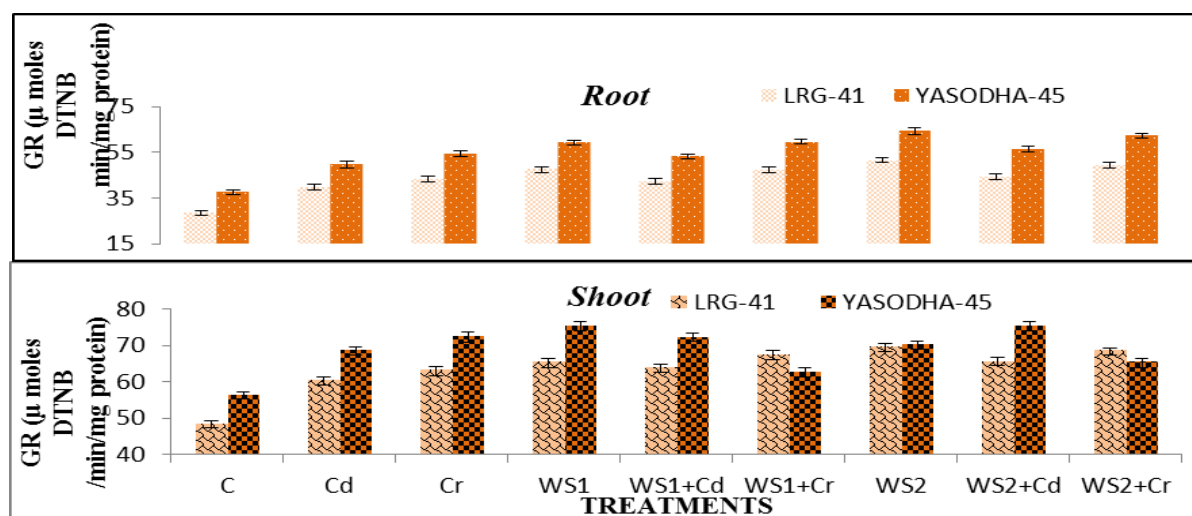 GR (μ moles
DTNB
min/mg protein)
Root
LRG-41
YASODHA-45
75
55
35
15
GR (μ moles
DTNB
/min/mg protein)
Shoot
LRG-41
YASODHA-45
80
70
60
50
40
C Cd Cr WS1 WS1+Cd WS1+Cr WS2 WS2+Cd WS2+Cr
TREATMENTS